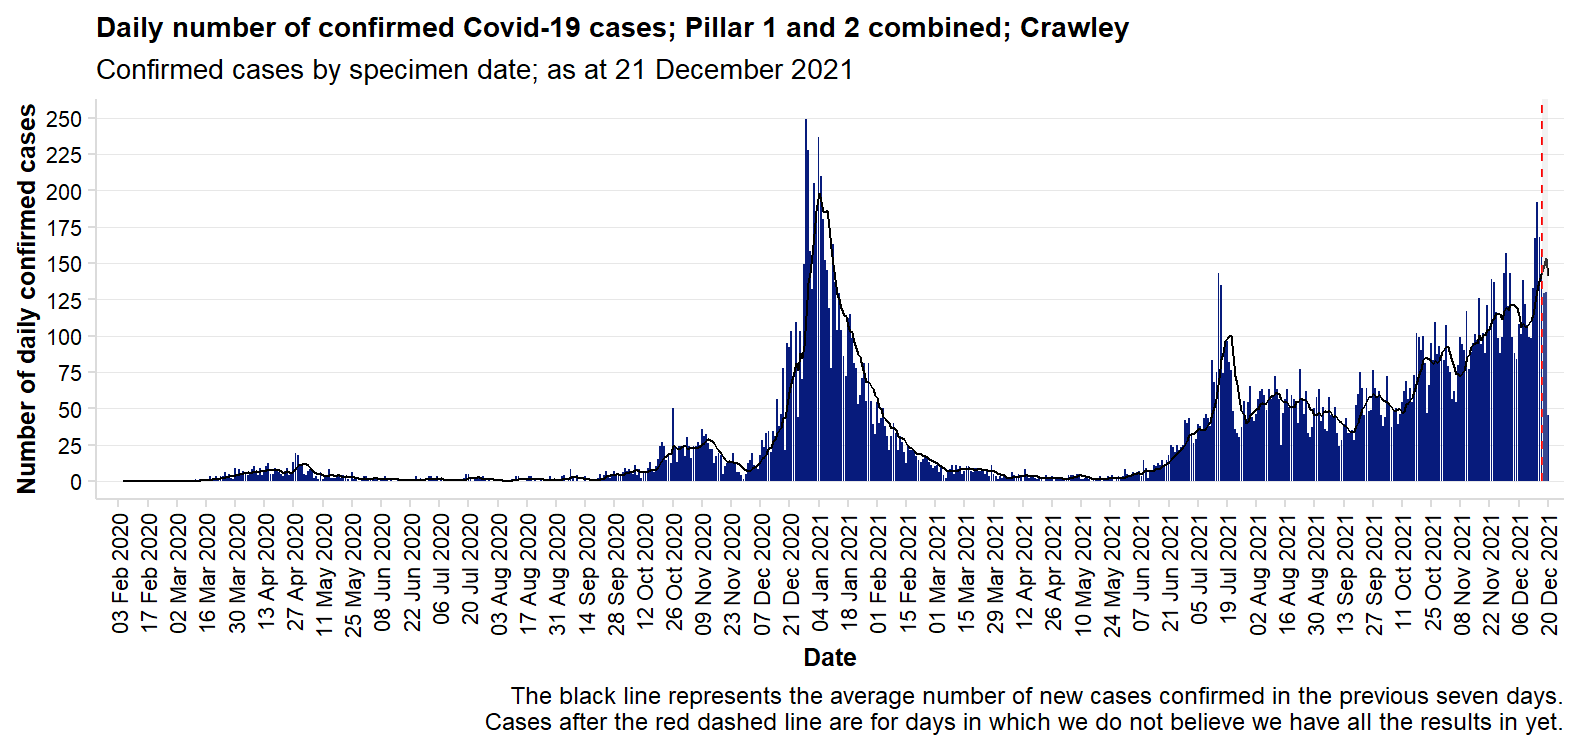 Daily number of confirmed Covid-19 cases; Pillar 1 and 2 combined; Crawley
Confirmed cases by specimen date; as at 21 December 2021
Number of daily confirmed cases
250
225
200
175
150
125
100
75
50
25
0
03 Feb 2020
17 Feb 2020
02 Mar 2020
16 Mar 2020
30 Mar 2020
13 Apr 2020
27 Apr 2020
11 May 2020
25 May 2020
08 Jun 2020
22 Jun 2020
06 Jul 2020
20 Jul 2020
03 Aug 2020
17 Aug 2020
31 Aug 2020
14 Sep 2020
28 Sep 2020
12 Oct 2020
26 Oct 2020
09 Nov 2020
23 Nov 2020
07 Dec 2020
21 Dec 2020
04 Jan 2021
18 Jan 2021
01 Feb 2021
15 Feb 2021
01 Mar 2021
15 Mar 2021
29 Mar 2021
12 Apr 2021
26 Apr 2021
10 May 2021
24 May 2021
07 Jun 2021
21 Jun 2021
05 Jul 2021
19 Jul 2021
02 Aug 2021
16 Aug 2021
30 Aug 2021
13 Sep 2021
27 Sep 2021
11 Oct 2021
25 Oct 2021
08 Nov 2021
22 Nov 2021
06 Dec 2021
20 Dec 2021
Date
The black line represents the average number of new cases confirmed in the previous seven days.
Cases after the red dashed line are for days in which we do not believe we have all the results in yet.